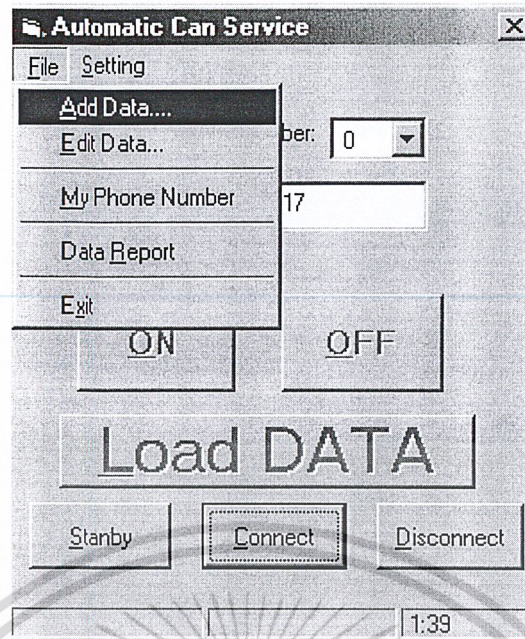 Automatic Can Service
File Setting
Add Data....
Edit Data...
ber: 0
My Phone Number
17
Data Report
Exit
ON OFF
Load DATA
Stanby Connect Disconnect
1:39